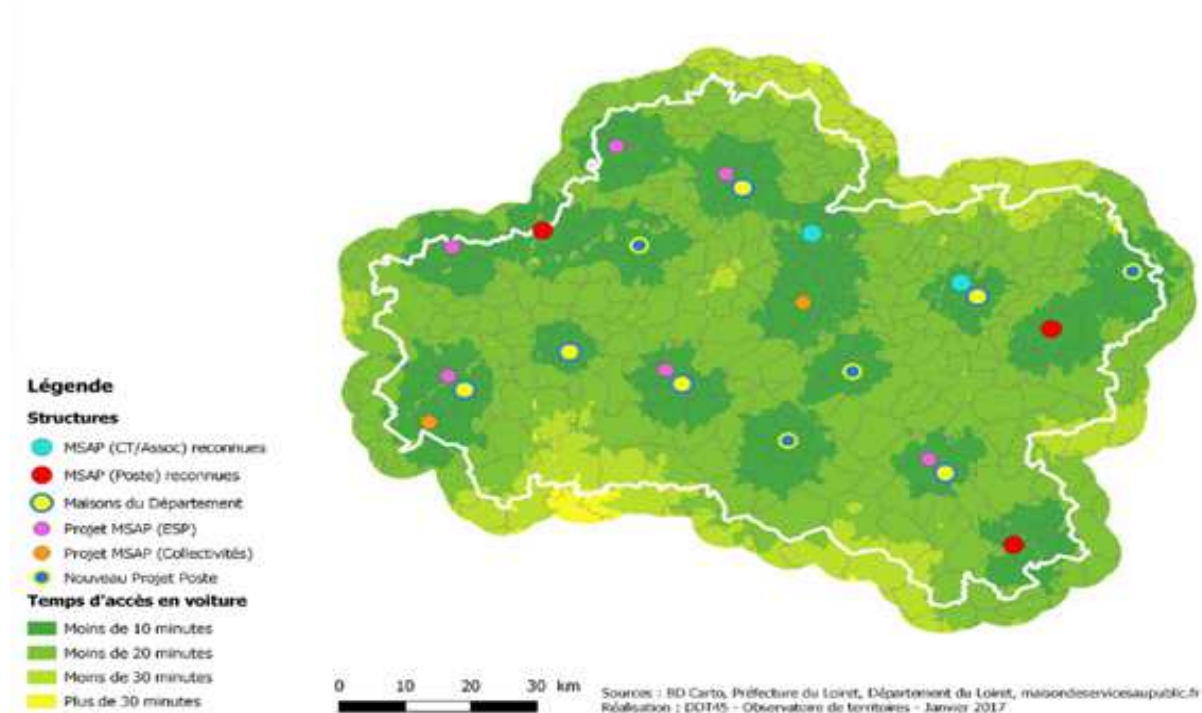 Légende
Structures
MSAP (CT/Assoc) reconnues
MSAP (Poste) reconnues
Maisons du Département
Projet MSAP (ESP)
Projet MSAP (Collectivités)
Nouveau Projet Poste
Temps d'accès en voiture
Moins de 10 minutes
Moins de 20 minutes
Moins de 30 minutes
Plus de 30 minutes
0 10 20 30 km
Sources : BD Carto, Préfecture du Loiret, Département du Loiret, maisondeservicesaupublic.fr
Réalisation : DDT45 - Observatoire de territoires - Janvier 2017